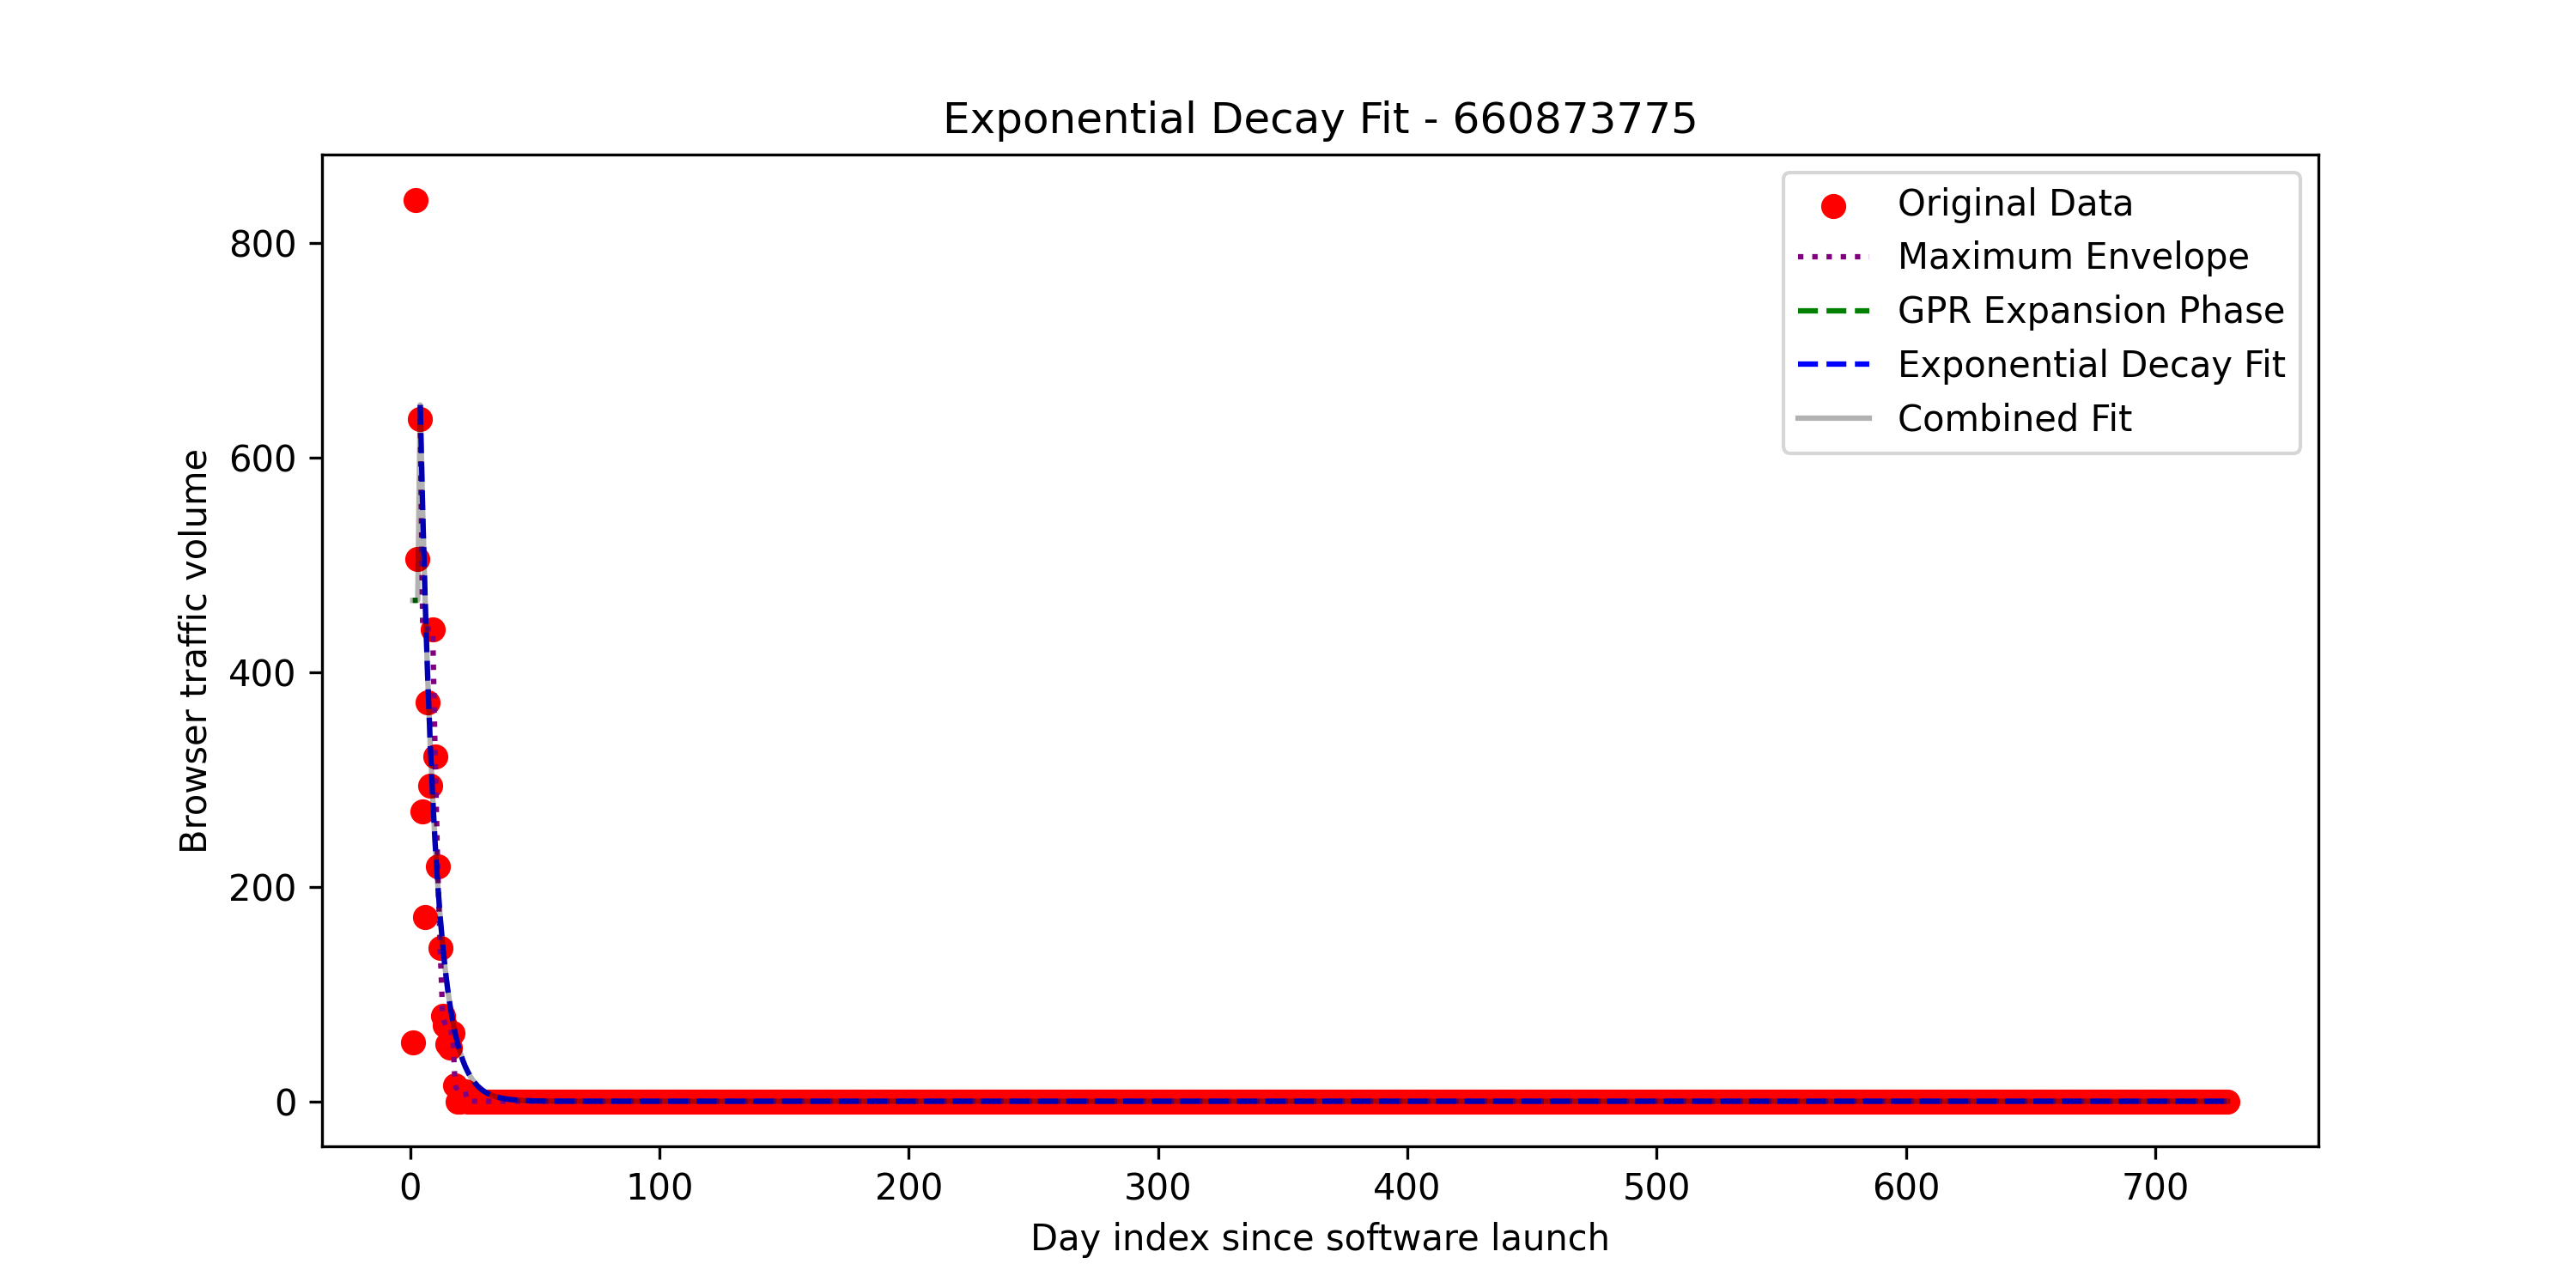 Exponential Decay Fit - 660873775
Original Data
Maximum Envelope
GPR Expansion Phase
Exponential Decay Fit
Combined Fit
Browser traffic volume
800
600
400
200
0
0 100 200 300 400 500 600 700
Day index since software launch